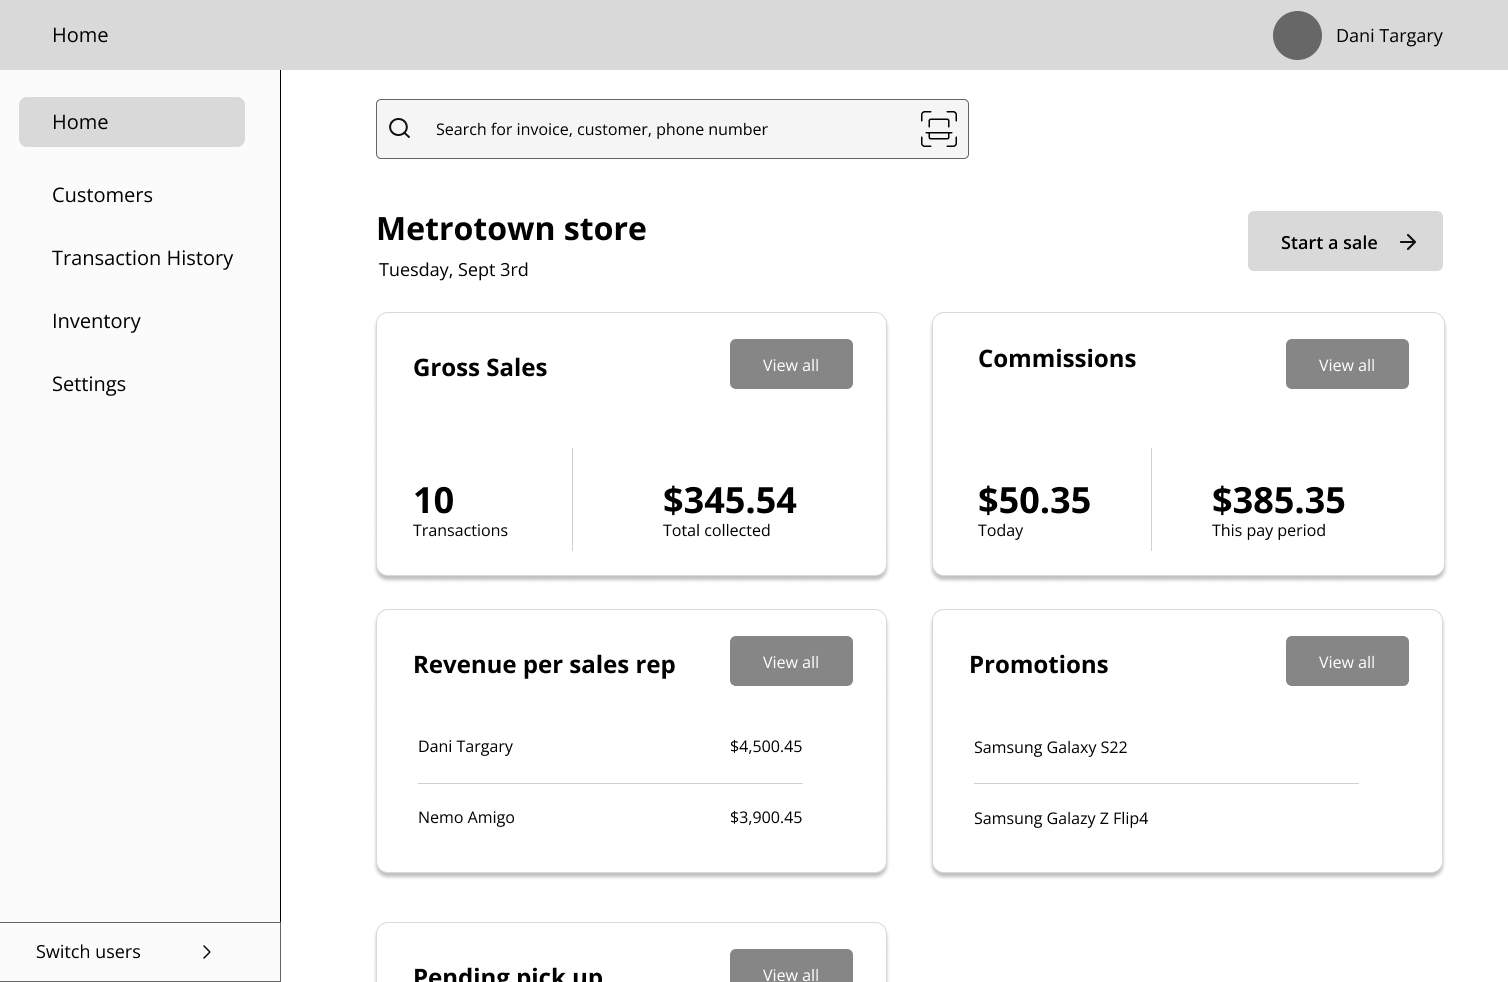 Home
Dani Targary
Home
Customers
Transaction History
Inventory
Settings
Switch users
Search for invoice, customer, phone number
Metrotown store
Tuesday, Sept 3rd
Start a sale
Gross Sales
View all
10
Transactions
$345.54
Total collected
Commissions
View all
$50.35
Today
$385.35
This pay period
Revenue per sales rep
View all
Dani Targary $4,500.45
Nemo Amigo $3,900.45
Promotions
View all
Samsung Galaxy S22
Samsung Galazy Z Flip4
Pending pick up
View all